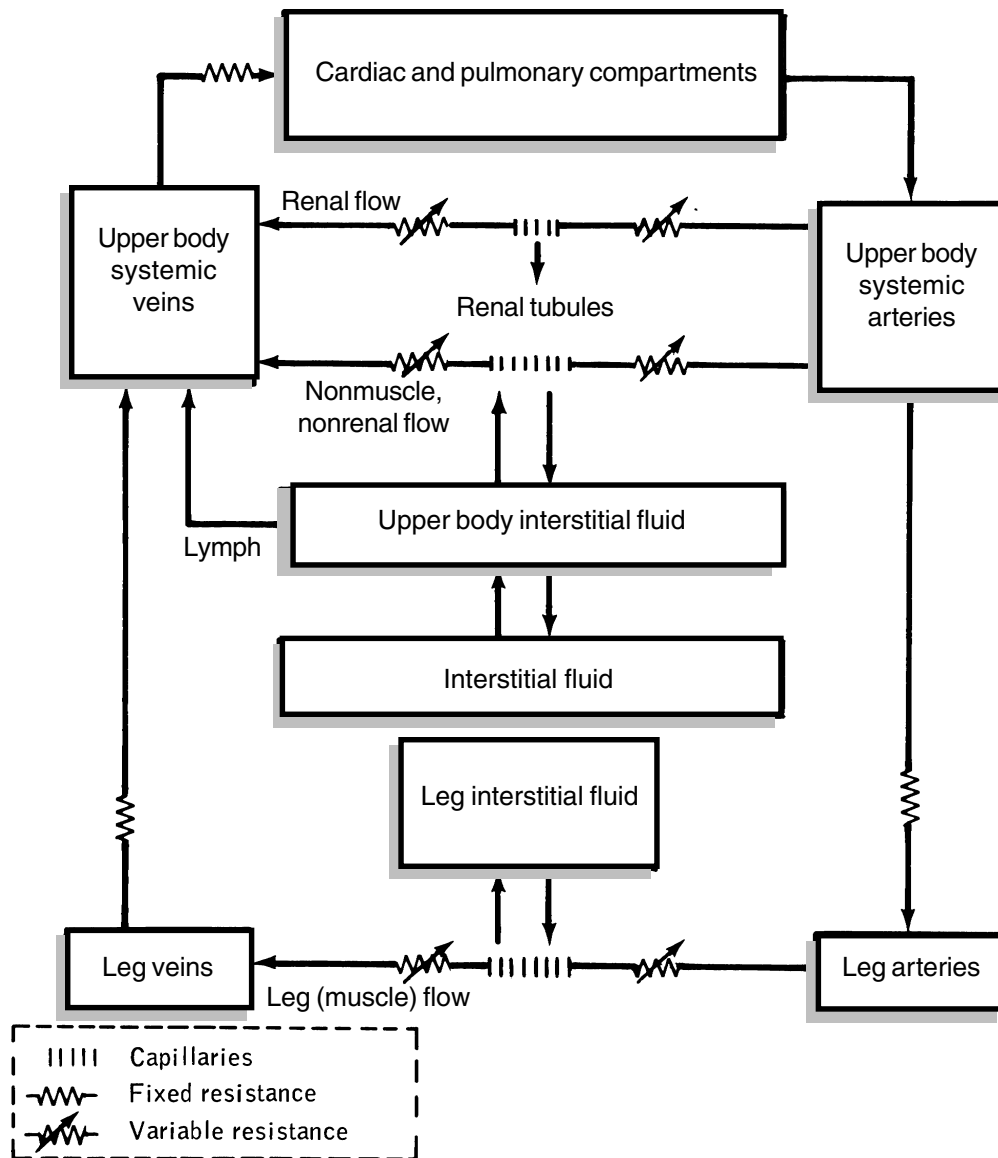 Cardiac and pulmonary compartments
Renal flow
Upper body
systemic
veins
Upper body
systemic
arteries
Renal tubules
Nonmuscle,
nonrenal flow
Upper body interstitial fluid
Lymph
Interstitial fluid
Leg interstitial fluid
Leg veins
Leg arteries
Leg (muscle) flow
Capillaries
Fixed resistance
Variable resistance